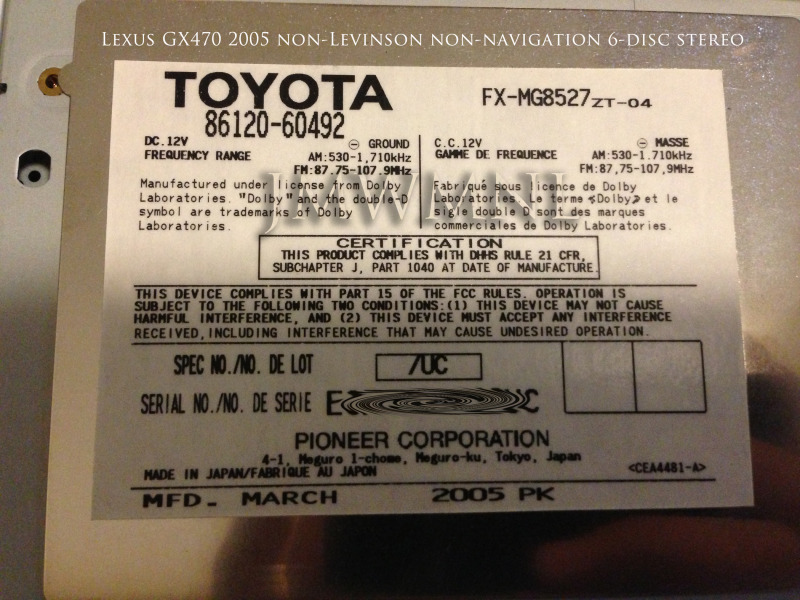 Lexus GX470 2005 non-Levinson non-navigation 6-disc stereo
TOYOTA
86120-60492
FX-MG8527ZT-04
DC.12V ⊖ GROUND
FREQUENCY RANGE AM:530-1,710kHz
FM:87.75-107.9MHz
Manufactured under license from Dolby
Laboratories. "Dolby" and the double-D
symbol are trademarks of Dolby
Laboratories.
C.C.12V ⊖ MASSE
GAMME DE FREQUENCE AM:530-1.710kHz
FM:87,75-107,9MHz
Fabriqué sous licence de Dolby
Laboratories. Le terme «Dolby» et le
sigle double D sont des marques
commerciales de Dolby Laboratories.
JMWMNL
CERTIFICATION
THIS PRODUCT COMPLIES WITH DHHS RULE 21 CFR,
SUBCHAPTER J, PART 1040 AT DATE OF MANUFACTURE.
THIS DEVICE COMPLIES WITH PART 15 OF THE FCC RULES. OPERATION IS
SUBJECT TO THE FOLLOWING TWO CONDITIONS:(1) THIS DEVICE MAY NOT CAUSE
HARMFUL INTERFERENCE, AND (2) THIS DEVICE MUST ACCEPT ANY INTERFERENCE
RECEIVED,INCLUDING INTERFERENCE THAT MAY CAUSE UNDESIRED OPERATION.
SPEC NO./NO. DE LOT /UC
SERIAL NO./NO. DE SERIE E C
PIONEER CORPORATION
4-1, Meguro 1-chome, Meguro-ku, Tokyo, Japan
MADE IN JAPAN/FABRIQUÉ AU JAPON <CEA4481-A>
MFD. MARCH 2005 PK